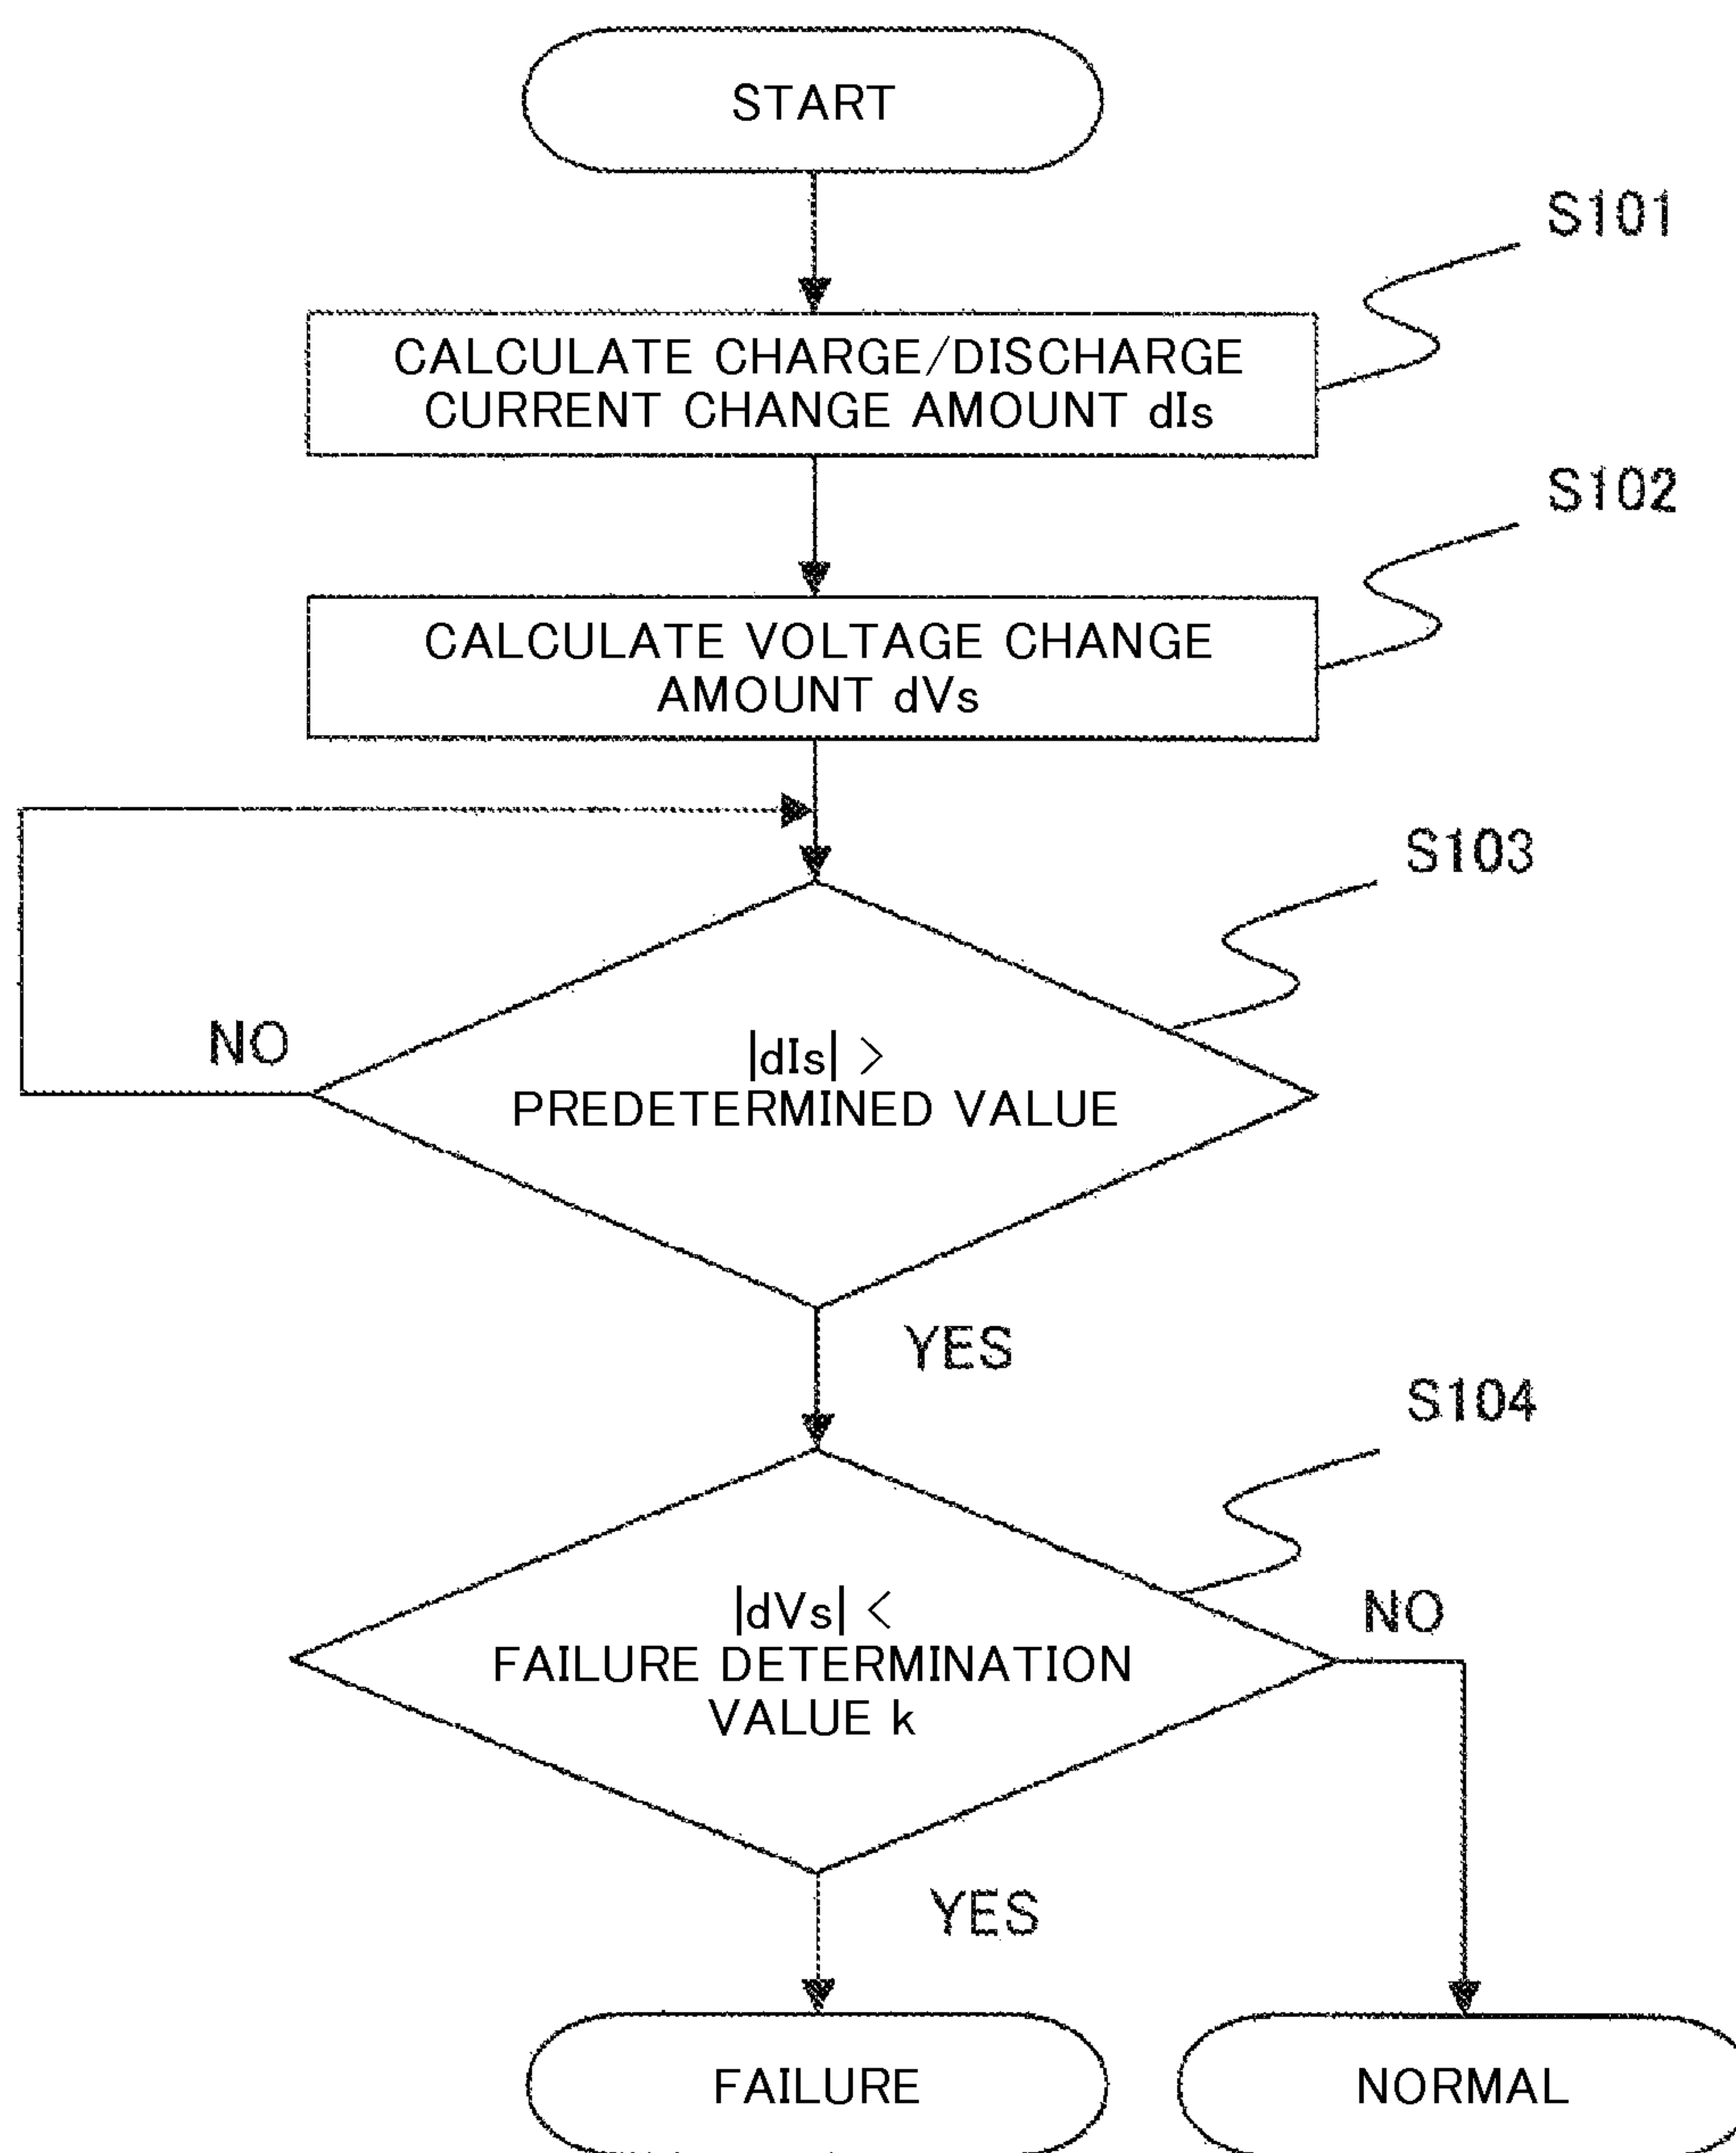 START
S101
CALCULATE CHARGE/DISCHARGE
CURRENT CHANGE AMOUNT dIs
S102
CALCULATE VOLTAGE CHANGE
AMOUNT dVs
S103
NO
|dIs| >
PREDETERMINED VALUE
YES
S104
|dVs| <
FAILURE DETERMINATION
VALUE k
NO
YES
FAILURE
NORMAL